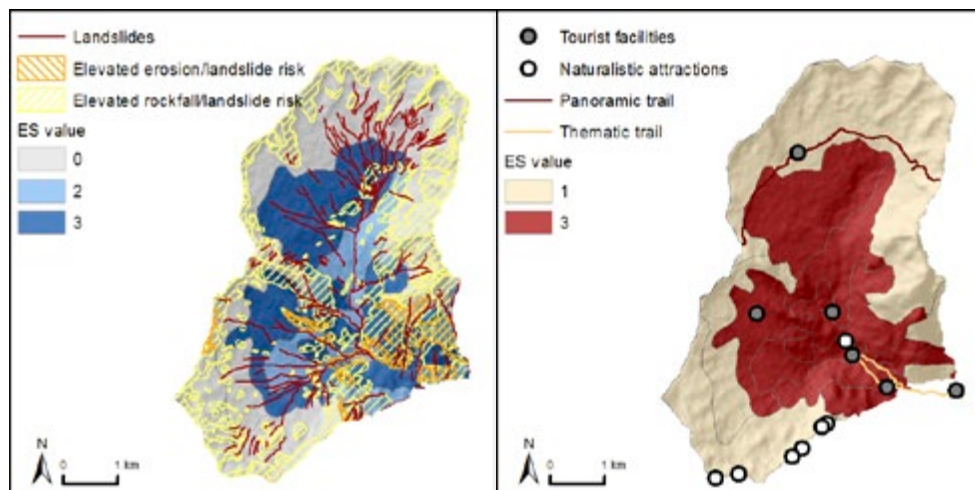 Landslides
Elevated erosion/landslide risk
Elevated rockfall/landslide risk
ES value
0
2
3
N
0 1 km
Tourist facilities
Naturalistic attractions
Panoramic trail
Thematic trail
ES value
1
3
N
0 1 km